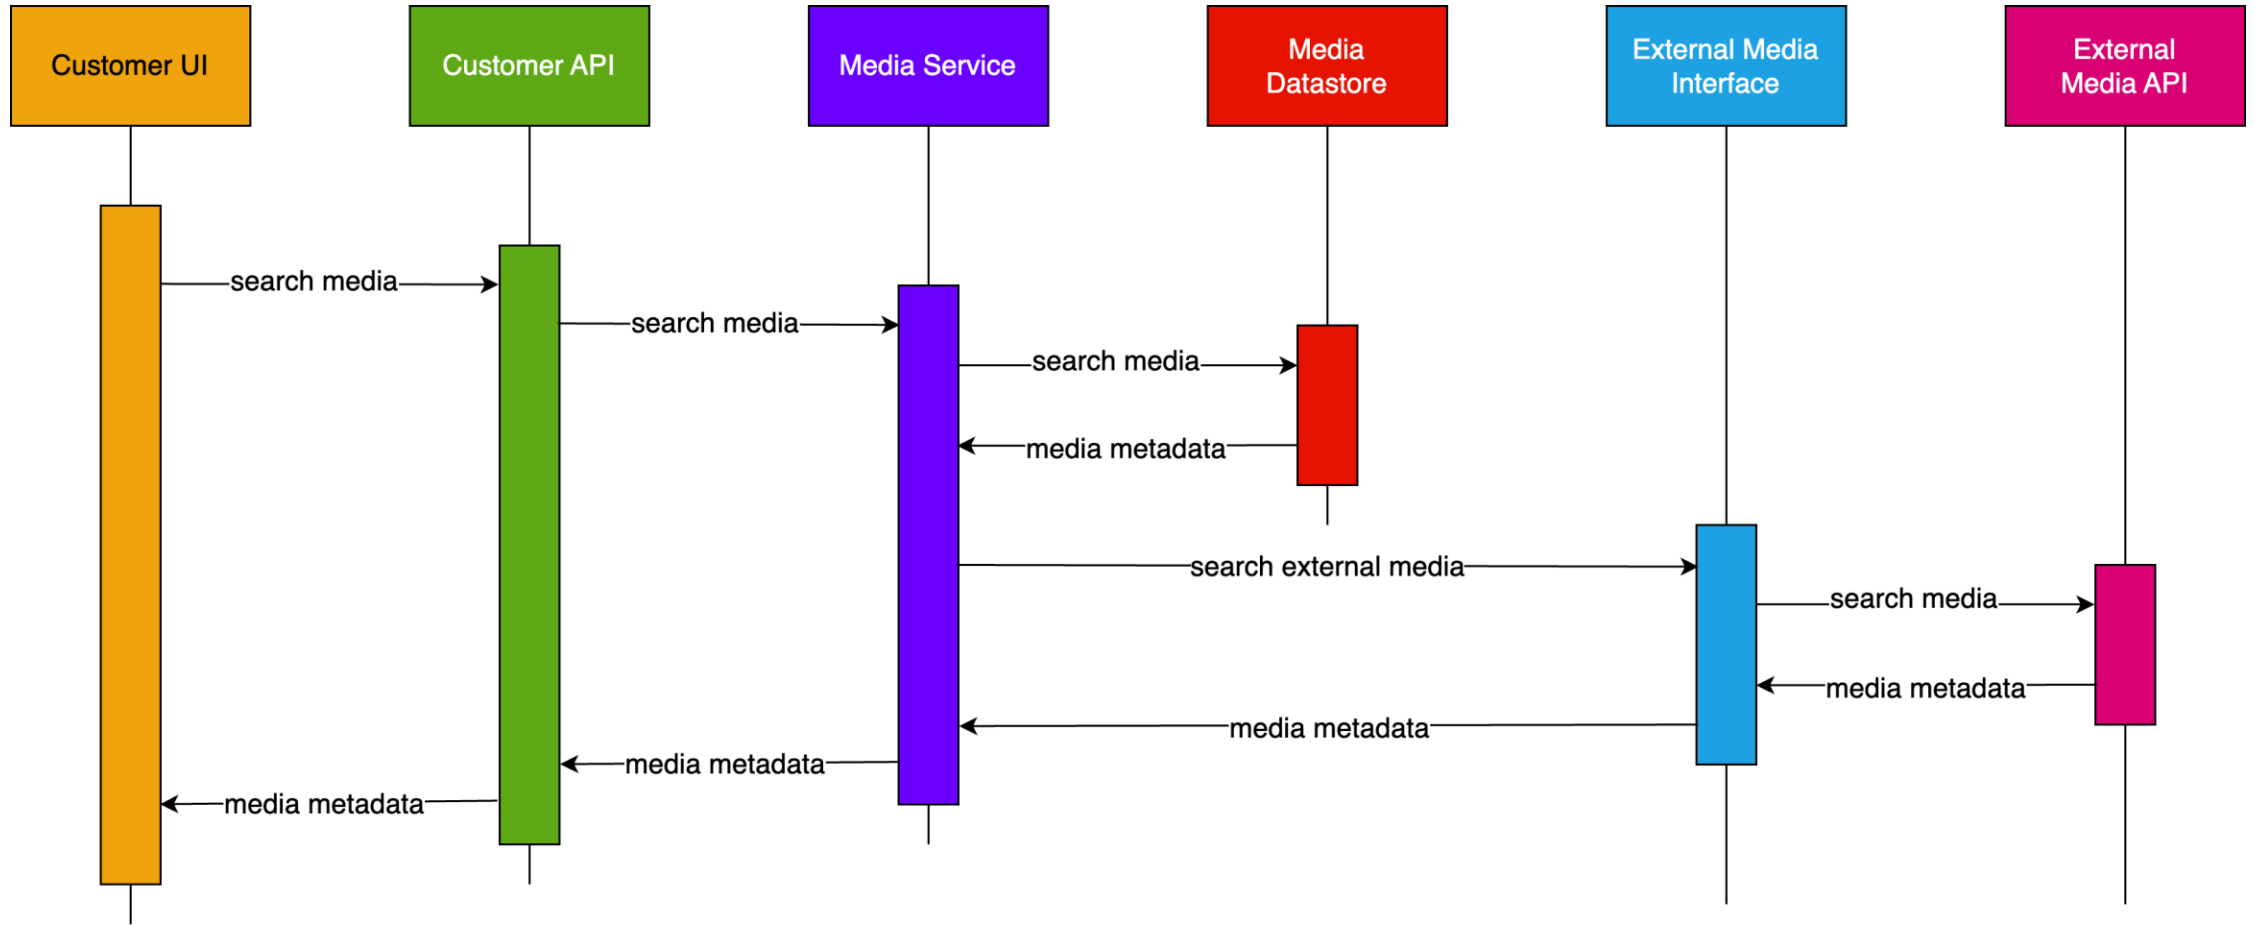 Customer UI
Customer API
Media Service
Media
Datastore
External Media
Interface
External
Media API
search media
search media
search media
media metadata
search external media
search media
media metadata
media metadata
media metadata
media metadata